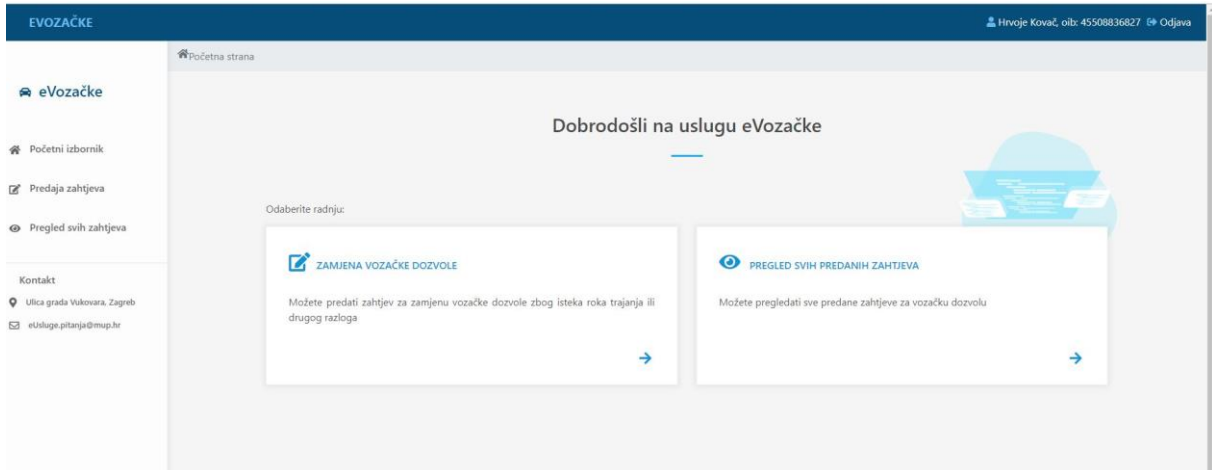 EVOZAČKE
Hrvoje Kovač, oib: 45508836827 Odjava
Početna strana
eVozačke
Početni izbornik
Predaja zahtjeva
Pregled svih zahtjeva
Kontakt
Ulica grada Vukovara, Zagreb
eUsluge.pitanja@mup.hr
Dobrodošli na uslugu eVozačke
Odaberite radnju:
ZAMJENA VOZAČKE DOZVOLE
Možete predati zahtjev za zamjenu vozačke dozvole zbog isteka roka trajanja ili
drugog razloga
PREGLED SVIH PREDANIH ZAHTJEVA
Možete pregledati sve predane zahtjeve za vozačku dozvolu